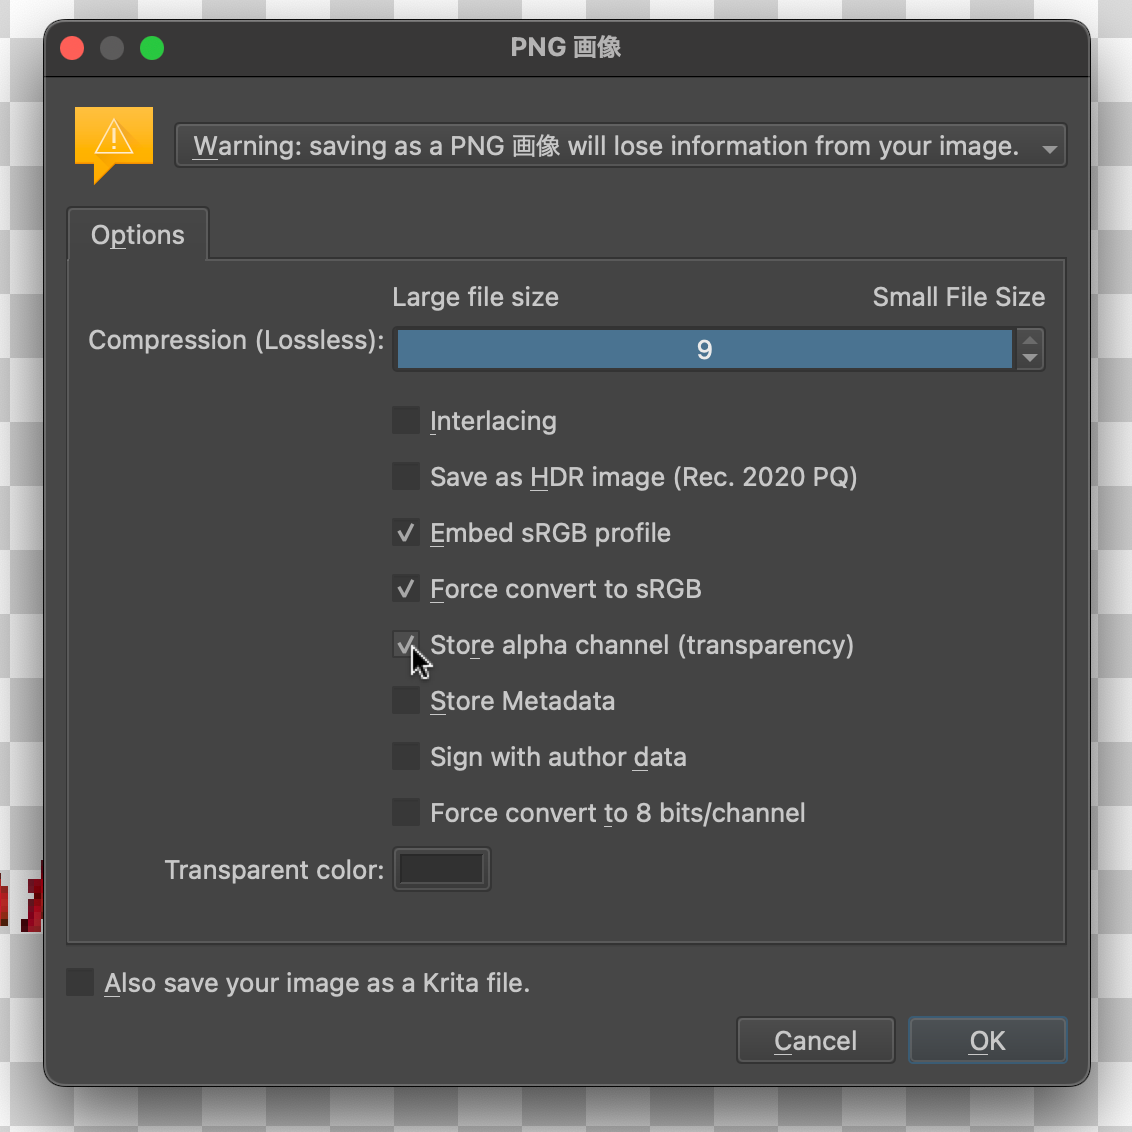 PNG 画像
Warning: saving as a PNG 画像 will lose information from your image.
Options
Large file size Small File Size
Compression (Lossless): 9
Interlacing
Save as HDR image (Rec. 2020 PQ)
Embed sRGB profile
Force convert to sRGB
Store alpha channel (transparency)
Store Metadata
Sign with author data
Force convert to 8 bits/channel
Transparent color:
Also save your image as a Krita file.
Cancel OK